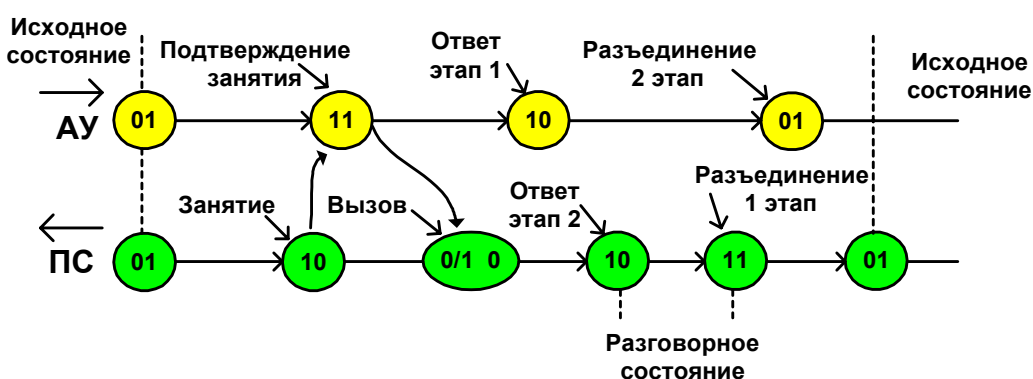 Исходное
состояние
Подтверждение
занятия
Ответ
этап 1
Разъединение
2 этап
Исходное
состояние
АУ
01
11
10
01
Занятие
Вызов
Ответ
этап 2
Разъединение
1 этап
ПС
01
10
0/1 0
10
11
01
Разговорное
состояние